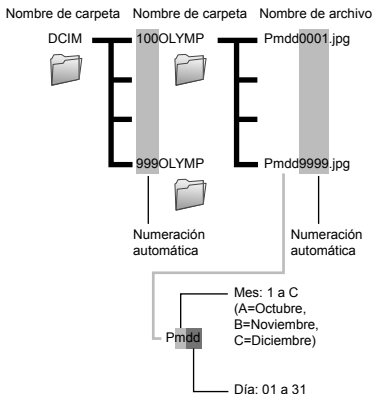 Nombre de carpeta Nombre de carpeta Nombre de archivo
DCIM 100OLYMP Pmdd0001.jpg
999OLYMP Pmdd9999.jpg
Numeración
automática
Numeración
automática
Mes: 1 a C
(A=Octubre,
B=Noviembre,
C=Diciembre)
Pmdd
Día: 01 a 31